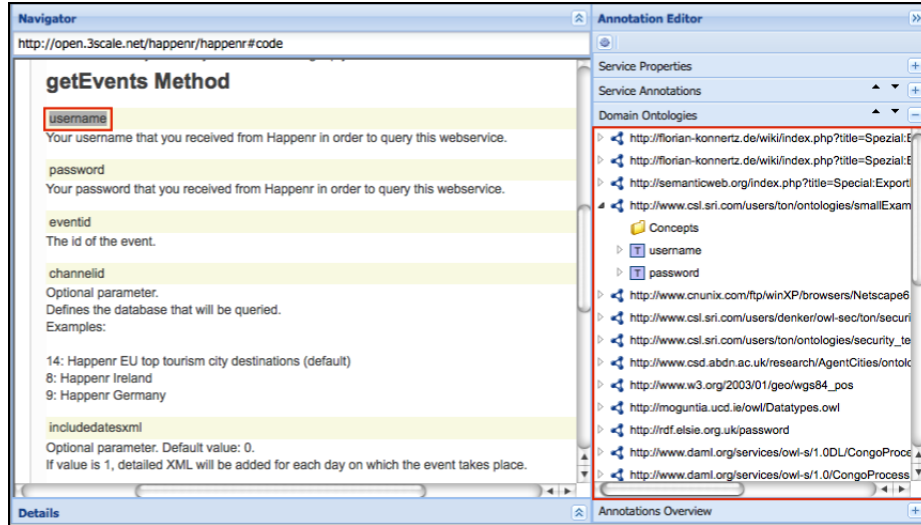 Navigator
http://open.3scale.net/happenr/happenr#code
getEvents Method
username
Your username that you received from Happenr in order to query this webservice.
password
Your password that you received from Happenr in order to query this webservice.
eventid
The id of the event.
channelid
Optional parameter.
Defines the database that will be queried.
Examples:
14: Happenr EU top tourism city destinations (default)
8: Happenr Ireland
9: Happenr Germany
includedatesxml
Optional parameter. Default value: 0.
If value is 1, detailed XML will be added for each day on which the event takes place.
Details
Annotation Editor
Service Properties
Service Annotations
Domain Ontologies
http://florian-konnertz.de/wiki/index.php?title=Spezial:E
http://florian-konnertz.de/wiki/index.php?title=Spezial:E
http://semanticweb.org/index.php?title=Special:Export
http://www.csl.sri.com/users/ton/ontologies/smallExam
Concepts
T username
T password
http://www.cnunix.com/ftp/winXP/browsers/Netscape6
http://www.csl.sri.com/users/denker/owl-sec/ton/securi
http://www.csl.sri.com/users/ton/ontologies/security_te
http://www.csd.abdn.ac.uk/research/AgentCities/ontolo
http://www.w3.org/2003/01/geo/wgs84_pos
http://moguntia.ucd.ie/owl/Datatypes.owl
http://rdf.elsie.org.uk/password
http://www.daml.org/services/owl-s/1.0DL/CongoProce
http://www.daml.org/services/owl-s/1.0/CongoProcess
Annotations Overview